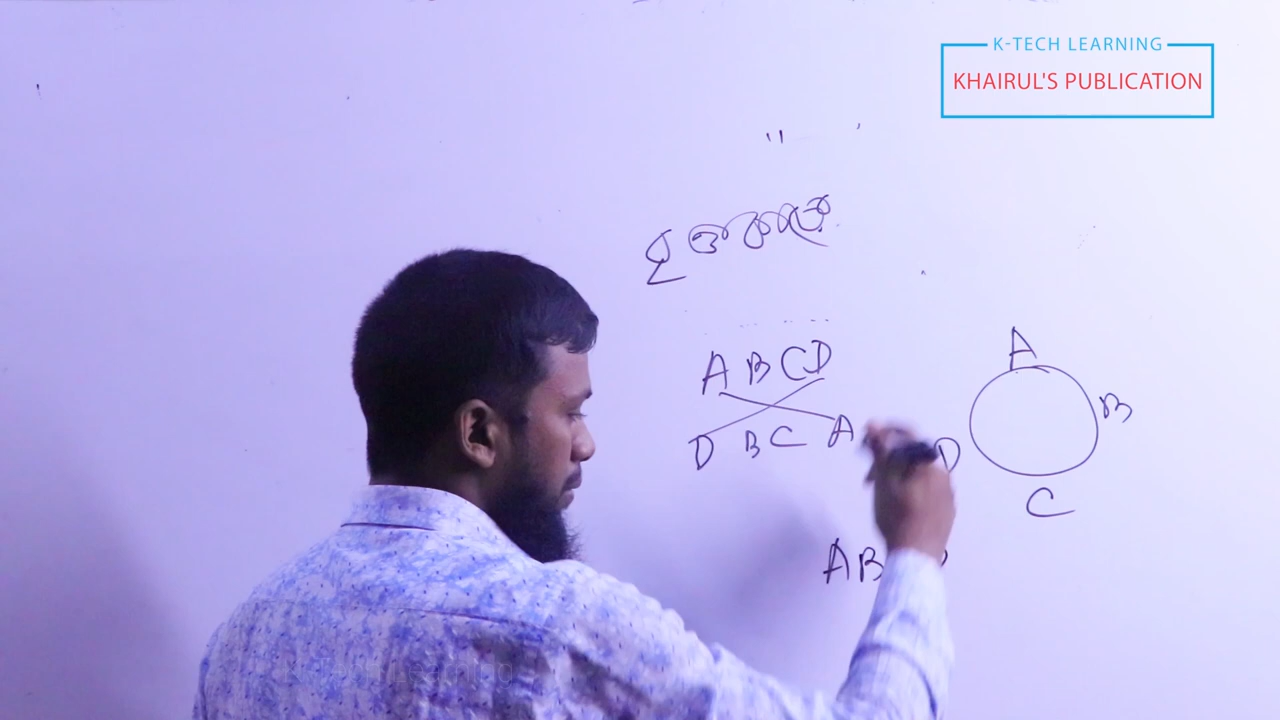 K-TECH LEARNING
KHAIRUL'S PUBLICATION
A B C D
D B C A
A
B
C
D
A B